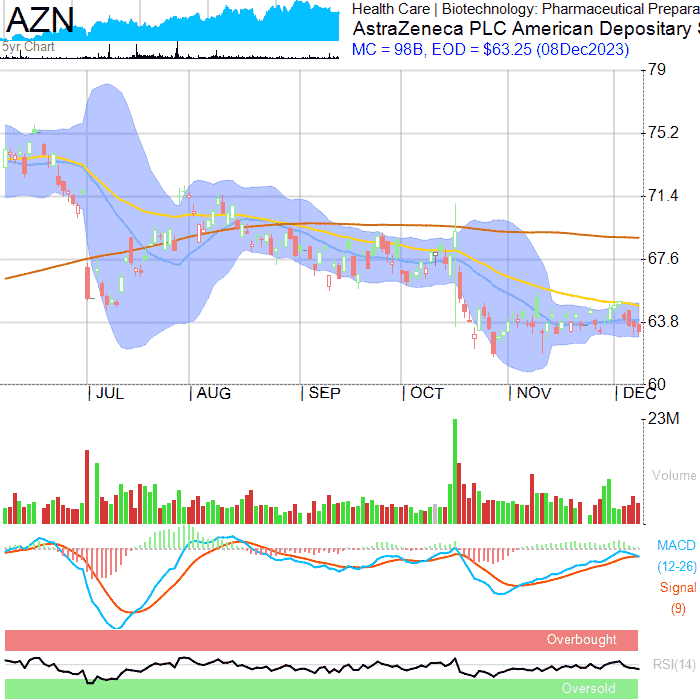 AZN
5yr Chart
Health Care | Biotechnology: Pharmaceutical Prepara
AstraZeneca PLC American Depositary S
MC = 98B, EOD = $63.25 (08Dec2023)
79
75.2
71.4
67.6
63.8
60
JUL
AUG
SEP
OCT
NOV
DEC
23M
Volume
MACD
(12-26)
Signal
(9)
Overbought
RSI(14)
Oversold